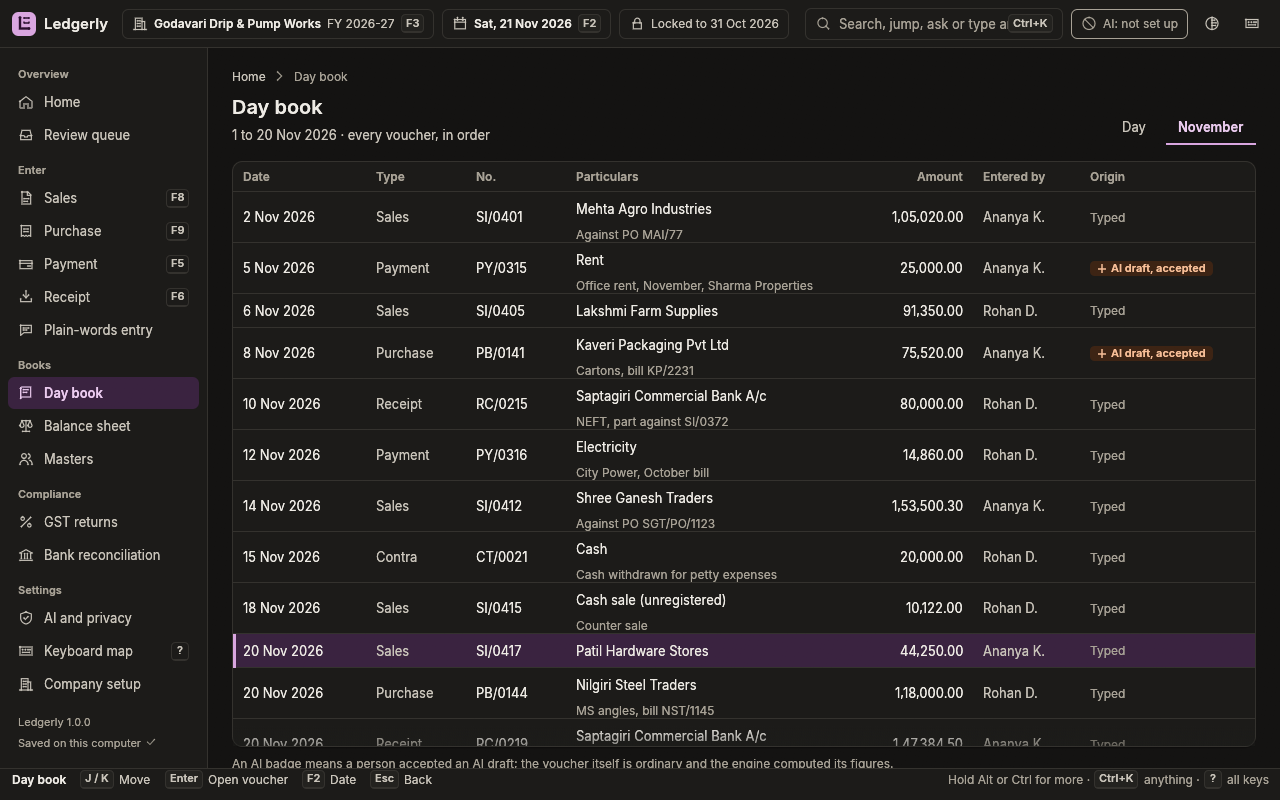 Ledgerly
Godavari Drip & Pump Works FY 2026-27 F3
Sat, 21 Nov 2026 F2
Locked to 31 Oct 2026
Search, jump, ask or type a Ctrl+K
AI: not set up
Overview
Home
Review queue
Enter
Sales F8
Purchase F9
Payment F5
Receipt F6
Plain-words entry
Books
Day book
Balance sheet
Masters
Compliance
GST returns
Bank reconciliation
Settings
AI and privacy
Keyboard map ?
Company setup
Ledgerly 1.0.0
Saved on this computer
Home Day book
Day book
1 to 20 Nov 2026 · every voucher, in order
Day November
Date Type No. Particulars Amount Entered by Origin
2 Nov 2026 Sales SI/0401 Mehta Agro Industries 1,05,020.00 Ananya K. Typed
Against PO MAI/77
5 Nov 2026 Payment PY/0315 Rent 25,000.00 Ananya K. AI draft, accepted
Office rent, November, Sharma Properties
6 Nov 2026 Sales SI/0405 Lakshmi Farm Supplies 91,350.00 Rohan D. Typed
8 Nov 2026 Purchase PB/0141 Kaveri Packaging Pvt Ltd 75,520.00 Ananya K. AI draft, accepted
Cartons, bill KP/2231
10 Nov 2026 Receipt RC/0215 Saptagiri Commercial Bank A/c 80,000.00 Rohan D. Typed
NEFT, part against SI/0372
12 Nov 2026 Payment PY/0316 Electricity 14,860.00 Rohan D. Typed
City Power, October bill
14 Nov 2026 Sales SI/0412 Shree Ganesh Traders 1,53,500.30 Ananya K. Typed
Against PO SGT/PO/1123
15 Nov 2026 Contra CT/0021 Cash 20,000.00 Rohan D. Typed
Cash withdrawn for petty expenses
18 Nov 2026 Sales SI/0415 Cash sale (unregistered) 10,122.00 Rohan D. Typed
Counter sale
20 Nov 2026 Sales SI/0417 Patil Hardware Stores 44,250.00 Ananya K. Typed
20 Nov 2026 Purchase PB/0144 Nilgiri Steel Traders 1,18,000.00 Rohan D. Typed
MS angles, bill NST/1145
20 Nov 2026 Receipt RC/0219 Saptagiri Commercial Bank A/c 1,47,384.50 Rohan D. Typed
An AI badge means a person accepted an AI draft; the voucher itself is ordinary and the engine computed its figures.
Day book J / K Move Enter Open voucher F2 Date Esc Back
Hold Alt or Ctrl for more · Ctrl+K anything · ? all keys